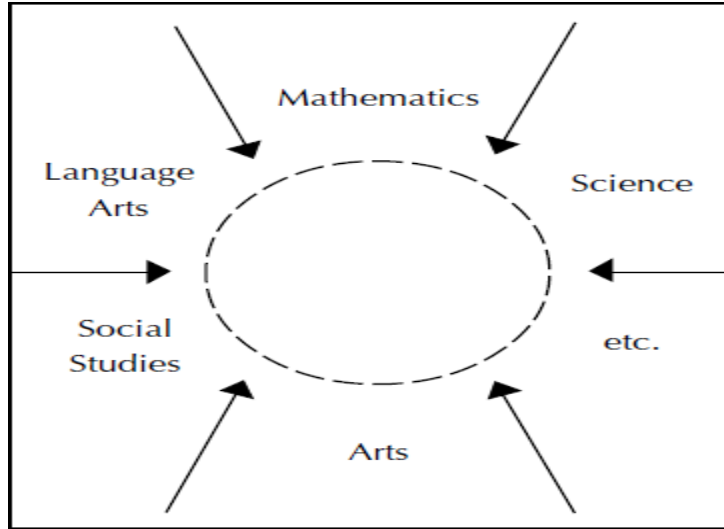 Mathematics
Language
Arts
Science
Social
Studies
etc.
Arts